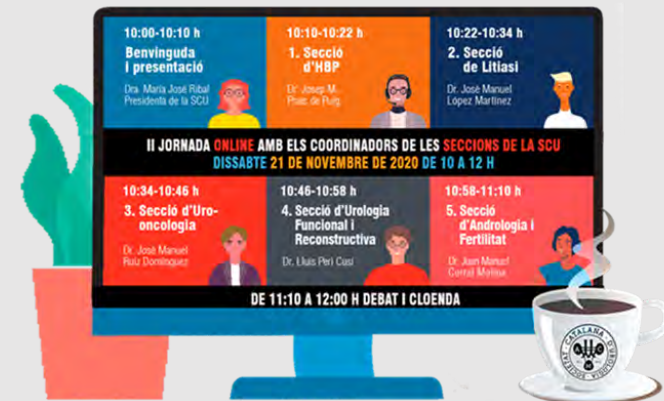 10:00-10:10 h
Benvinguda
i presentació
Dra. Maria José Ribal
Presidenta de la SCU
10:10-10:22 h
1. Secció
d'HBP
Dr. Josep M.
Prats de Puig
10:22-10:34 h
2. Secció
de Litiasi
Dr. José Manuel
López Martínez
II JORNADA ONLINE AMB ELS COORDINADORS DE LES SECCIONS DE LA SCU
DISSABTE 21 DE NOVEMBRE DE 2020 DE 10 A 12 H
10:34-10:46 h
3. Secció d'Uro-
oncologia
Dr. José Manuel
Ruiz Domínguez
10:46-10:58 h
4. Secció d'Urologia
Funcional i
Reconstructiva
Dr. Lluis Peri Cusí
10:58-11:10 h
5. Secció
d'Andrologia i
Fertilitat
Dr. Juan Manuel
Corral Molina
DE 11:10 A 12:00 H DEBAT I CLOENDA
SOCIETAT CATALANA D'UROLOGIA